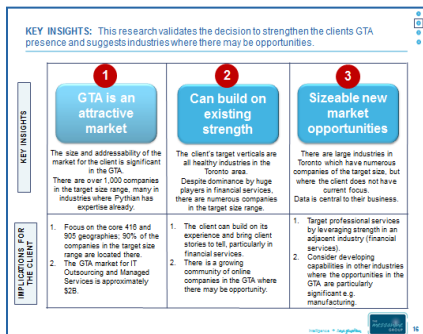 KEY INSIGHTS: This research validates the decision to strengthen the clients GTA
presence and suggests industries where there may be opportunities.
1
2
3
KEY INSIGHTS
GTA is an
attractive
market
Can build on
existing
strength
Sizeable new
market
opportunities
The size and addressability of the
market for the client is significant
in the GTA.
There are over 1,000 companies
in the target size range, many in
industries where Pythian has
expertise already.
The client's target verticals are
all healthy industries in the
Toronto area.
Despite dominance by huge
players in financial services,
there are numerous companies
in the target size range.
There are large industries in
Toronto which have numerous
companies of the target size, but
where the client does not have
current focus.
Data is central to their business.
IMPLICATIONS FOR
THE CLIENT
1. Focus on the core 416 and
905 geographies; 90% of the
companies in the target size
range are located there.
2. The GTA market for IT
Outsourcing and Managed
Services is approximately
$2B.
1. The client can build on its
experience and bring client
stories to tell, particularly in
financial services.
2. There is a growing
community of online
companies in the GTA where
there may be opportunity.
1. Target professional services
by leveraging strength in an
adjacent industry (financial
services).
2. Consider developing
capabilities in other industries
where the opportunities in the
GTA are particularly
significant e.g.
manufacturing.
16